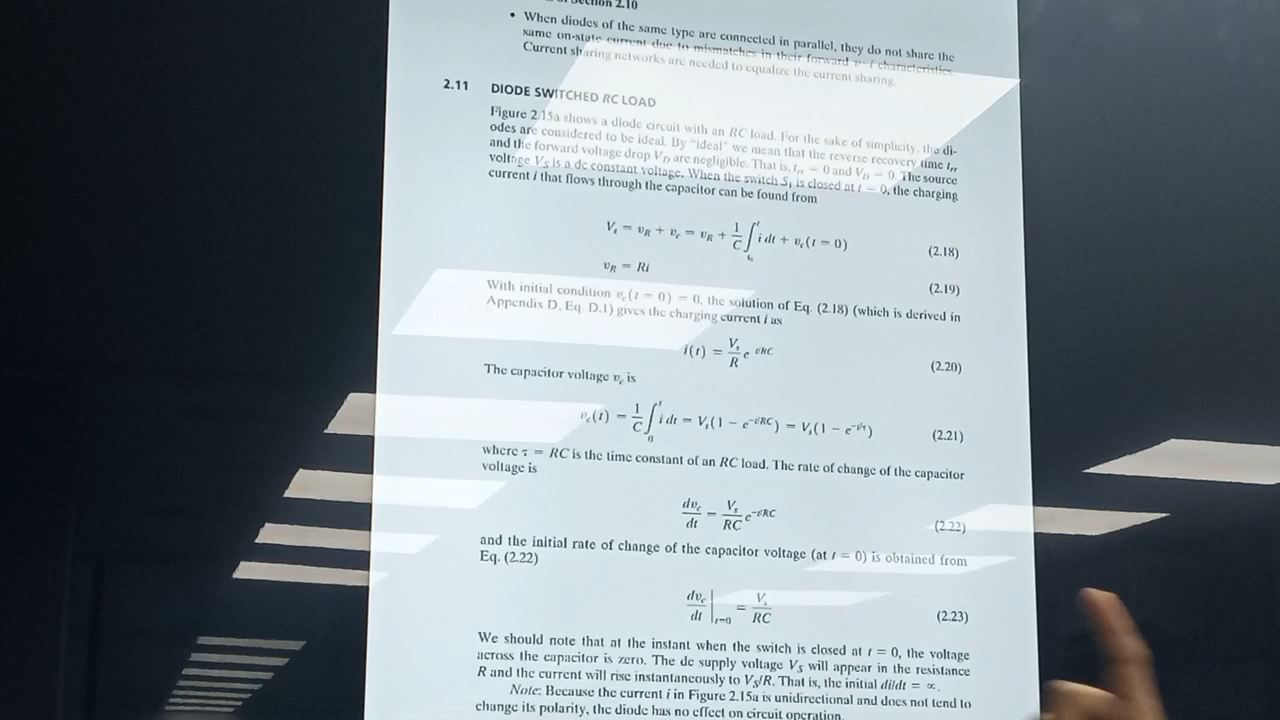 Section 2.10
• When diodes of the same type are connected in parallel, they do not share the
same on-state current due to mismatches in their forward v-i characteristics.
Current sharing networks are needed to equalize the current sharing.
2.11 DIODE SWITCHED RC LOAD
Figure 2.15a shows a diode circuit with an RC load. For the sake of simplicity, the di-
odes are considered to be ideal. By "ideal" we mean that the reverse recovery time t_rr
and the forward voltage drop V_D are negligible. That is, t_rr = 0 and V_D = 0. The source
voltage V_S is a dc constant voltage. When the switch S_1 is closed at t = 0, the charging
current i that flows through the capacitor can be found from
V_s = v_R + v_c = v_R + 1/C ∫_{t_0}^{t} i dt + v_c(t = 0) (2.18)
v_R = Ri (2.19)
With initial condition v_c(t = 0) = 0, the solution of Eq. (2.18) (which is derived in
Appendix D, Eq. D.1) gives the charging current i as
i(t) = V_s/R e^{-t/RC} (2.20)
The capacitor voltage v_c is
v_c(t) = 1/C ∫_0^t i dt = V_s(1 − e^{-t/RC}) = V_s(1 − e^{-t/τ}) (2.21)
where τ = RC is the time constant of an RC load. The rate of change of the capacitor
voltage is
dv_c/dt = V_s/RC e^{-t/RC} (2.22)
and the initial rate of change of the capacitor voltage (at t = 0) is obtained from
Eq. (2.22)
dv_c/dt |_{t=0} = V_s/RC (2.23)
We should note that at the instant when the switch is closed at t = 0, the voltage
across the capacitor is zero. The dc supply voltage V_S will appear in the resistance
R and the current will rise instantaneously to V_S/R. That is, the initial di/dt = ∞.
Note: Because the current i in Figure 2.15a is unidirectional and does not tend to
change its polarity, the diode has no effect on circuit operation.